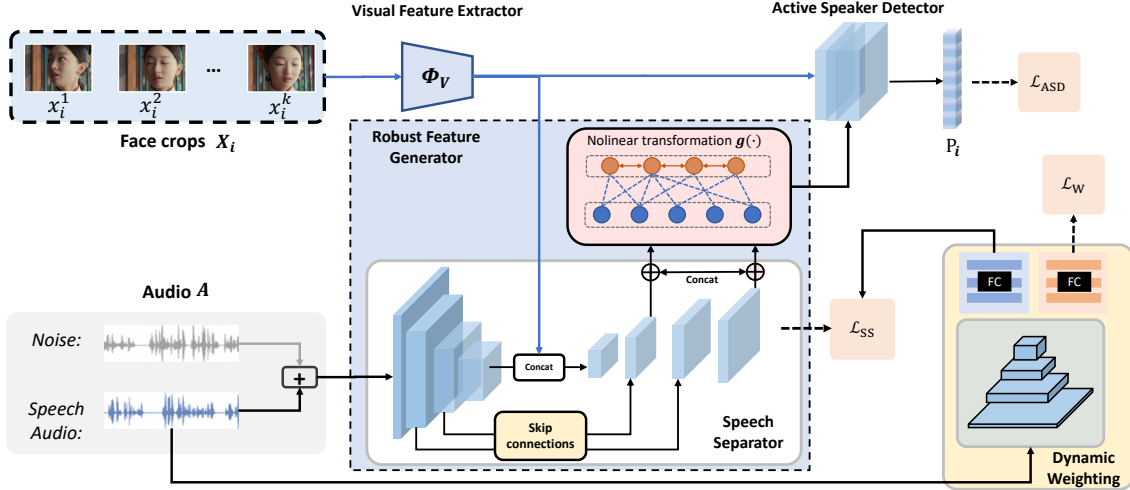 Visual Feature Extractor
Active Speaker Detector
...
x_i^1
x_i^2
x_i^k
Φ_V
Face crops X_i
P_i
ℒ_ASD
Robust Feature
Generator
Nolinear transformation g(·)
ℒ_W
Concat
FC
FC
Audio A
Noise:
+
Speech
Audio:
Concat
ℒ_SS
Skip
connections
Speech
Separator
Dynamic
Weighting